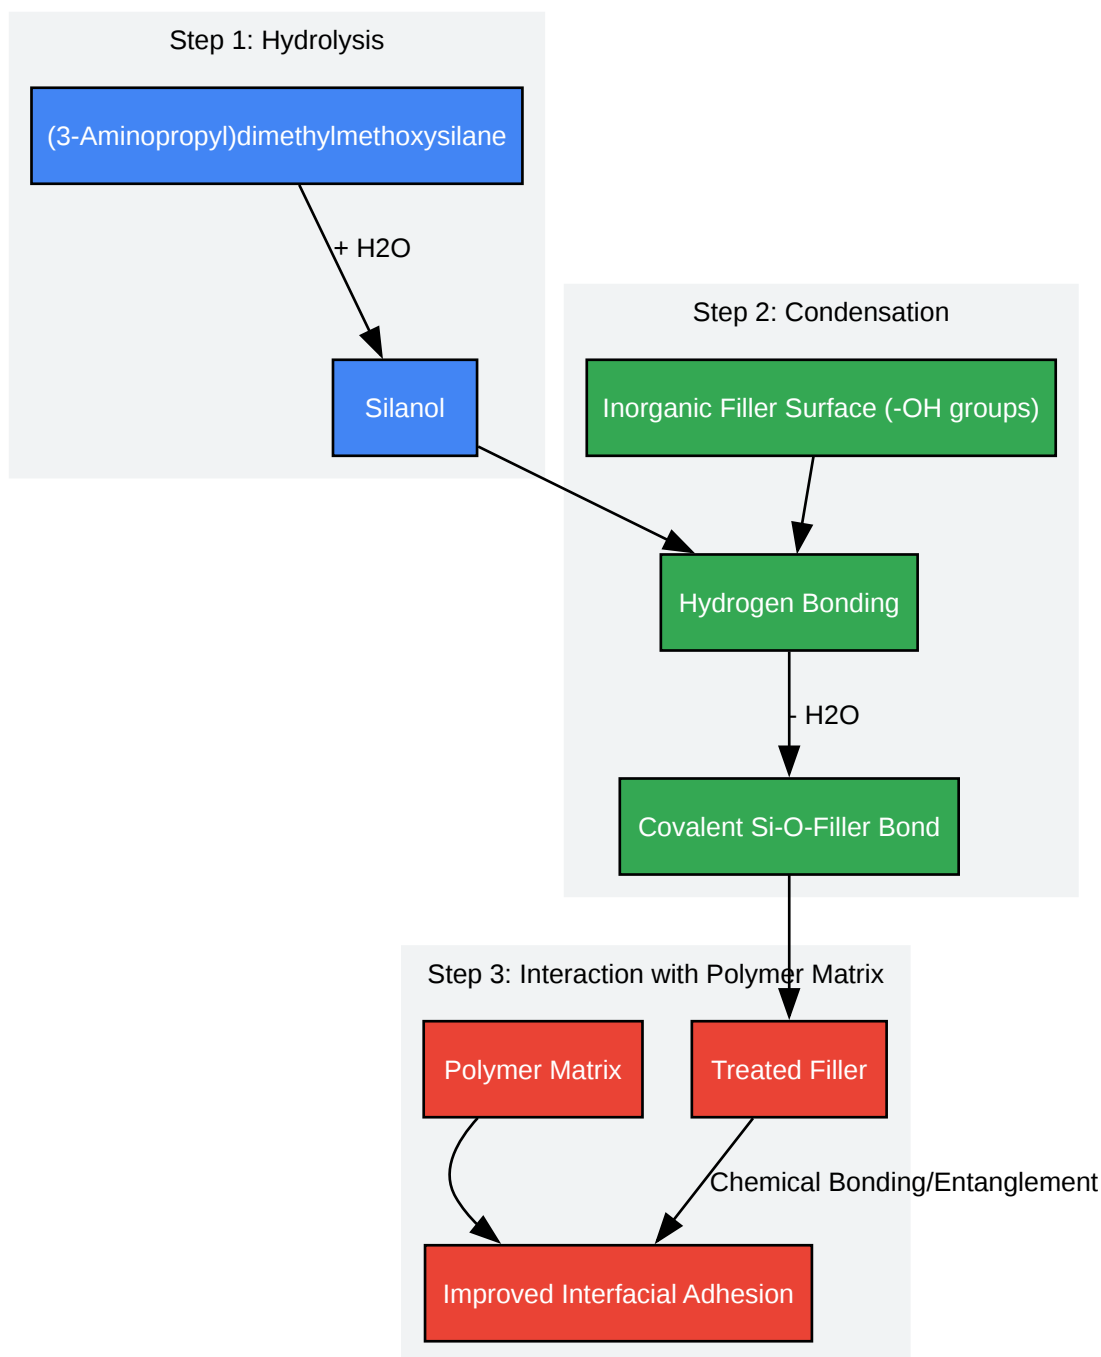 Step 1: Hydrolysis
(3-Aminopropyl)dimethylmethoxysilane
+ H2O
Silanol
Step 2: Condensation
Inorganic Filler Surface (-OH groups)
Hydrogen Bonding
- H2O
Covalent Si-O-Filler Bond
Step 3: Interaction with Polymer Matrix
Polymer Matrix
Treated Filler
Chemical Bonding/Entanglement
Improved Interfacial Adhesion